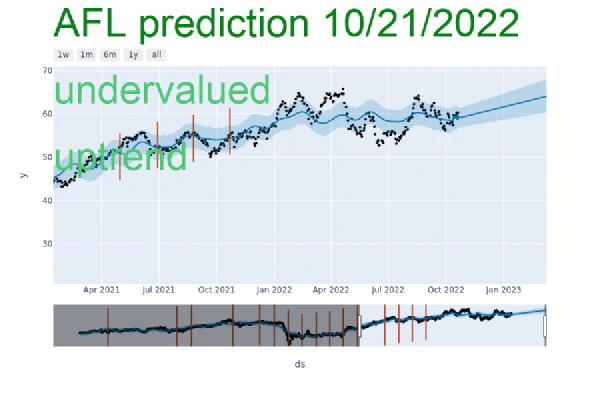 AFL prediction 10/21/2022
1w 1m 6m 1y all
70
undervalued
60
uptrend
50
y
40
30
Apr 2021 Jul 2021 Oct 2021 Jan 2022 Apr 2022 Jul 2022 Oct 2022 Jan 2023
ds